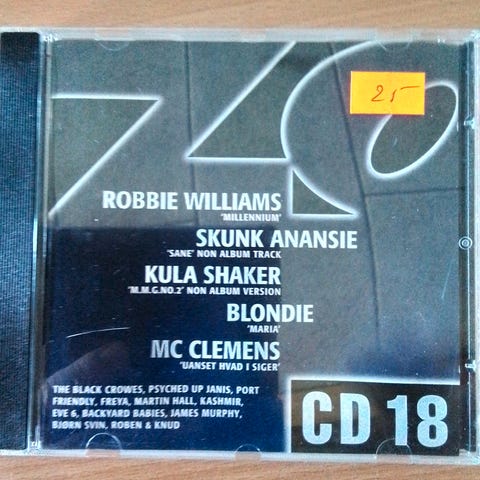 ZLO
25
ROBBIE WILLIAMS
'MILLENNIUM'
SKUNK ANANSIE
'SANE' NON ALBUM TRACK
KULA SHAKER
'M.M.G.NO.2' NON ALBUM VERSION
BLONDIE
'MARIA'
MC CLEMENS
'UANSET HVAD I SIGER'
THE BLACK CROWES, PSYCHED UP JANIS, PORT
FRIENDLY, FREYA, MARTIN HALL, KASHMIR,
EVE 6, BACKYARD BABIES, JAMES MURPHY,
BJØRN SVIN, ROBEN & KNUD
CD 18